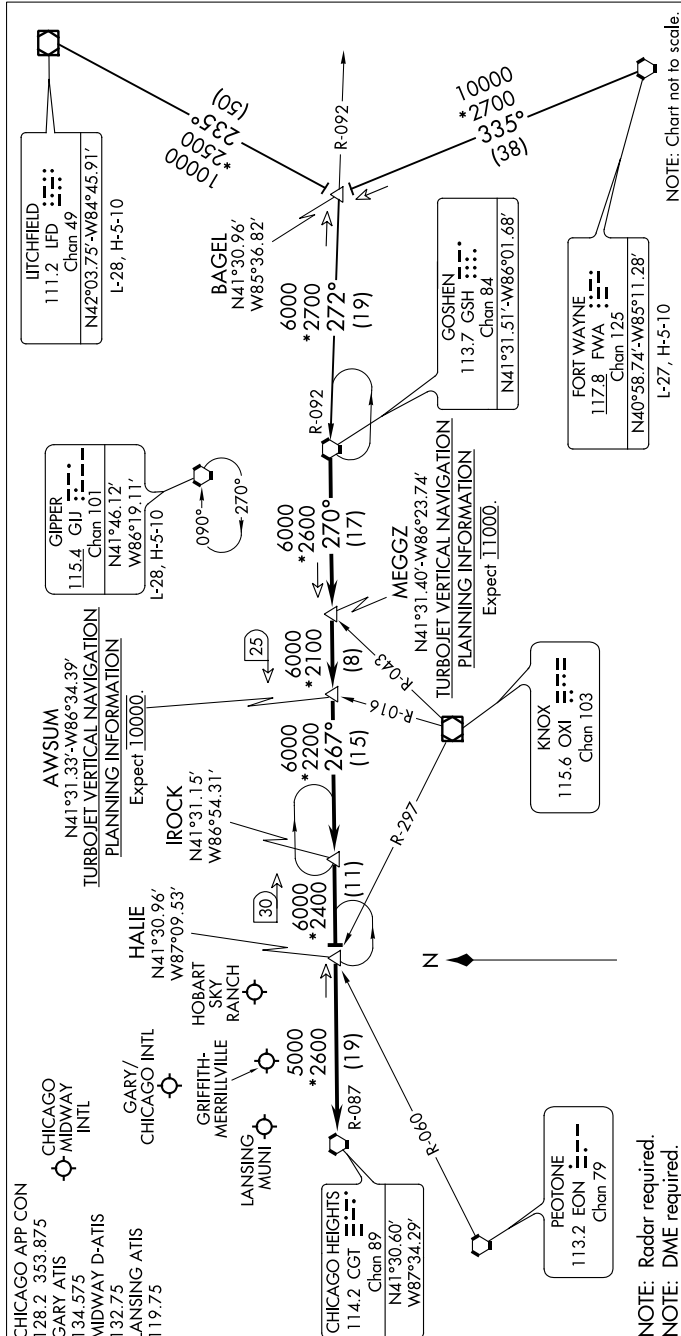 CHICAGO APP CON
128.2 353.875
GARY ATIS
134.575
MIDWAY D-ATIS
132.75
LANSING ATIS
119.75
CHICAGO
MIDWAY
INTL
GARY/
CHICAGO INTL
GRIFFITH-
MERRILLVILLE
HOBART
SKY
RANCH
LANSING
MUNI
CHICAGO HEIGHTS
114.2 CGT
Chan 89
N41°30.60'
W87°34.29'
R-087
5000
*2600
(19)
HALIE
N41°30.96'
W87°09.53'
30
6000
*2400
(11)
IROCK
N41°31.15'
W86°54.31'
6000
*2200
267°
(15)
AWSUM
N41°31.33'-W86°34.39'
TURBOJET VERTICAL NAVIGATION
PLANNING INFORMATION
Expect 10000.
25
6000
*2100
(8)
MEGGZ
N41°31.40'-W86°23.74'
TURBOJET VERTICAL NAVIGATION
PLANNING INFORMATION
Expect 11000.
6000
*2600
270°
(17)
GIPPER
115.4 GIJ
Chan 101
N41°46.12'
W86°19.11'
L-28, H-5-10
090°
270°
GOSHEN
113.7 GSH
Chan 84
N41°31.51'-W86°01.68'
R-092
6000
*2700
272°
(19)
BAGEL
N41°30.96'
W85°36.82'
R-092
LITCHFIELD
111.2 LFD
Chan 49
N42°03.75'-W84°45.91'
L-28, H-5-10
10000
*2500
235°
(50)
10000
*2700
335°
(38)
FORT WAYNE
117.8 FWA
Chan 125
N40°58.74'-W85°11.28'
L-27, H-5-10
KNOX
115.6 OXI
Chan 103
R-043
R-016
R-297
N
R-060
PEOTONE
113.2 EON
Chan 79
NOTE: Radar required.
NOTE: DME required.
NOTE: Chart not to scale.